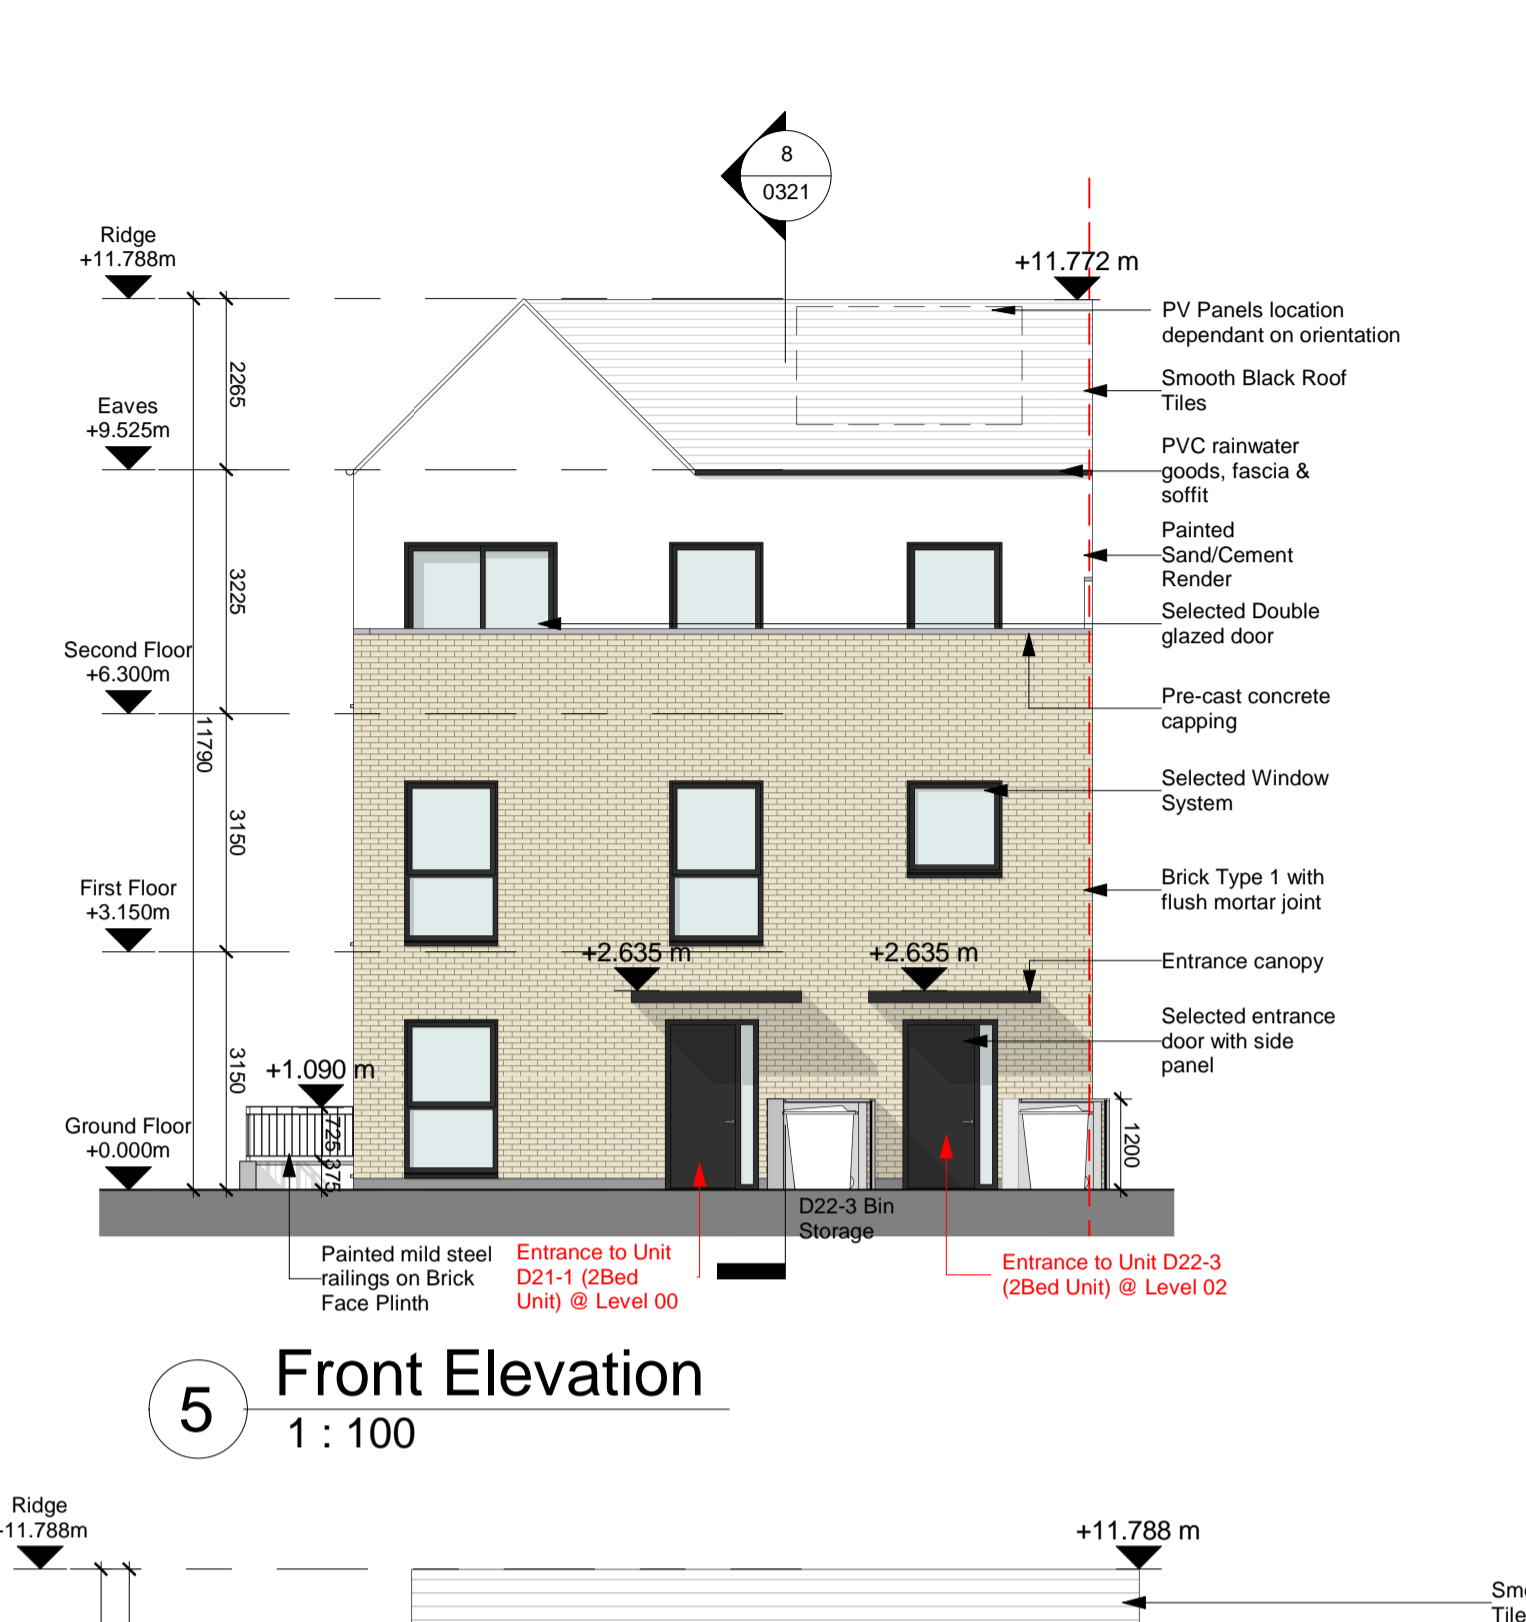 8
0321
Ridge
+11.788m
+11.772 m
PV Panels location
dependant on orientation
2265
Smooth Black Roof
Tiles
Eaves
+9.525m
PVC rainwater
goods, fascia &
soffit
Painted
Sand/Cement
Render
3225
Selected Double
glazed door
Second Floor
+6.300m
Pre-cast concrete
capping
11790
Selected Window
System
3150
First Floor
+3.150m
Brick Type 1 with
flush mortar joint
+2.635 m
+2.635 m
Entrance canopy
Selected entrance
door with side
panel
3150
+1.090 m
Ground Floor
+0.000m
725
375
1200
D22-3 Bin
Storage
Painted mild steel
railings on Brick
Face Plinth
Entrance to Unit
D21-1 (2Bed
Unit) @ Level 00
Entrance to Unit D22-3
(2Bed Unit) @ Level 02
5
Front Elevation
1 : 100
Ridge
+11.788m
+11.788 m